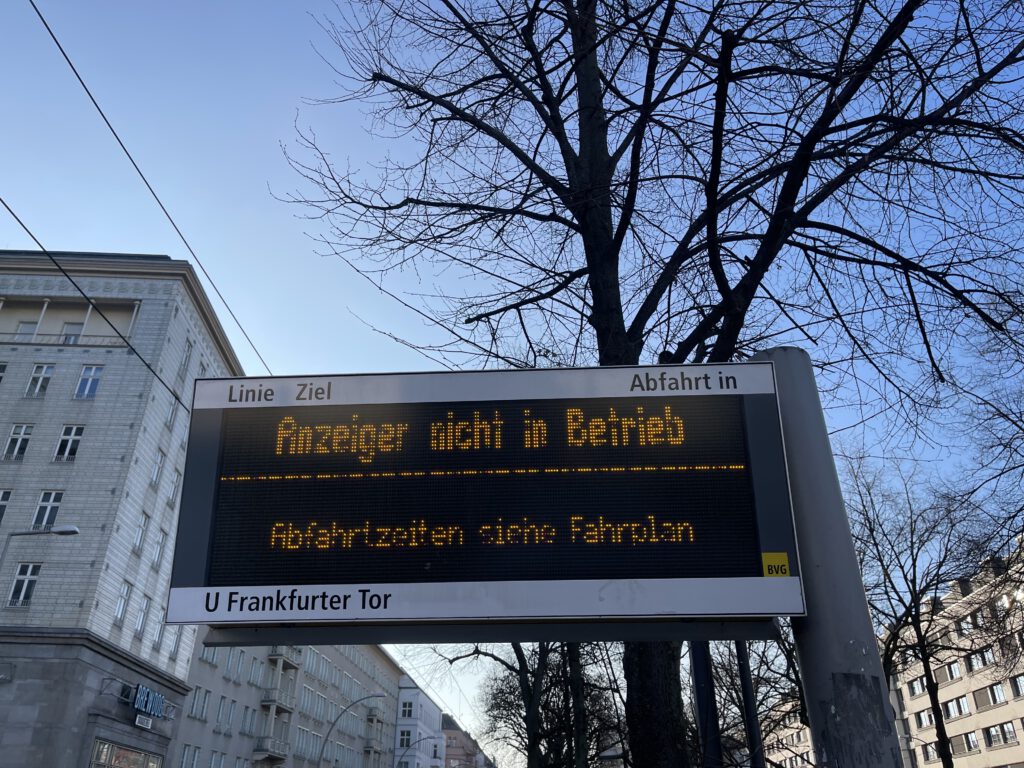 Linie Ziel Abfahrt in
Anzeiger nicht in Betrieb
Abfahrtzeiten siehe Fahrplan
BVG
U Frankfurter Tor